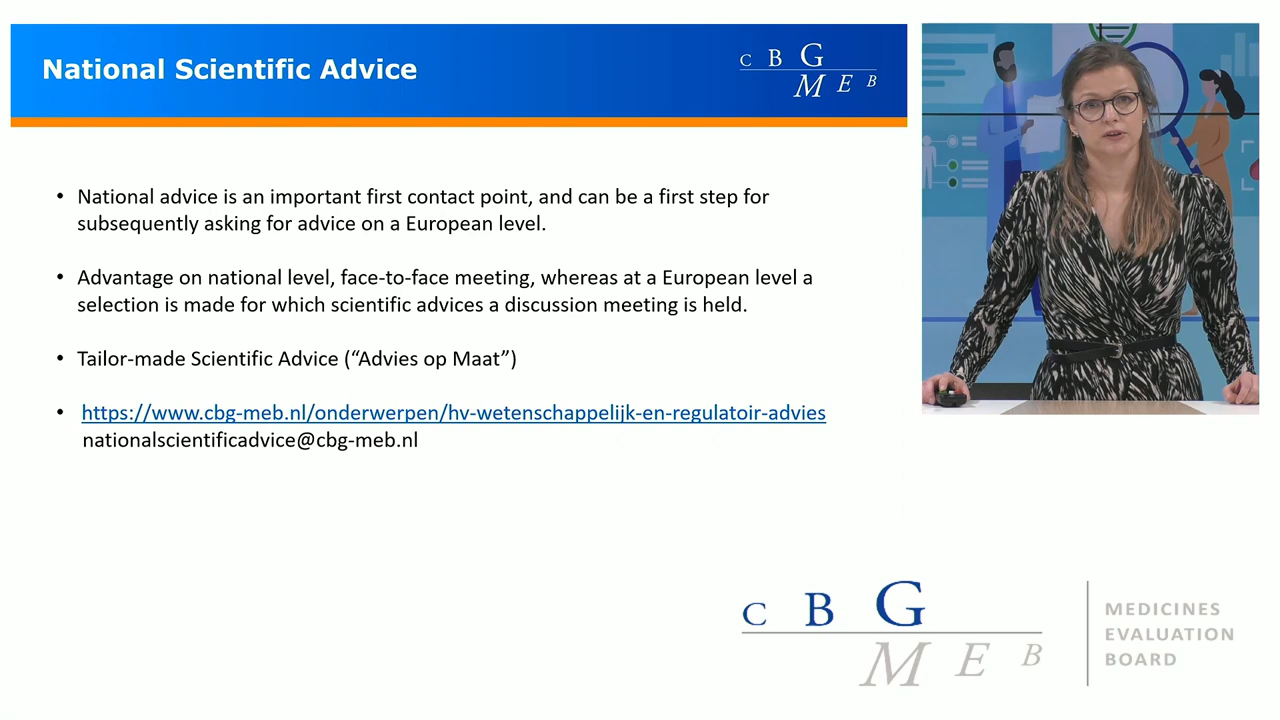 National Scientific Advice
C B G
M E B
• National advice is an important first contact point, and can be a first step for
subsequently asking for advice on a European level.
• Advantage on national level, face-to-face meeting, whereas at a European level a
selection is made for which scientific advices a discussion meeting is held.
• Tailor-made Scientific Advice (“Advies op Maat”)
• https://www.cbg-meb.nl/onderwerpen/hv-wetenschappelijk-en-regulatoir-advies
nationalscientificadvice@cbg-meb.nl
C B G
M E B
MEDICINES
EVALUATION
BOARD